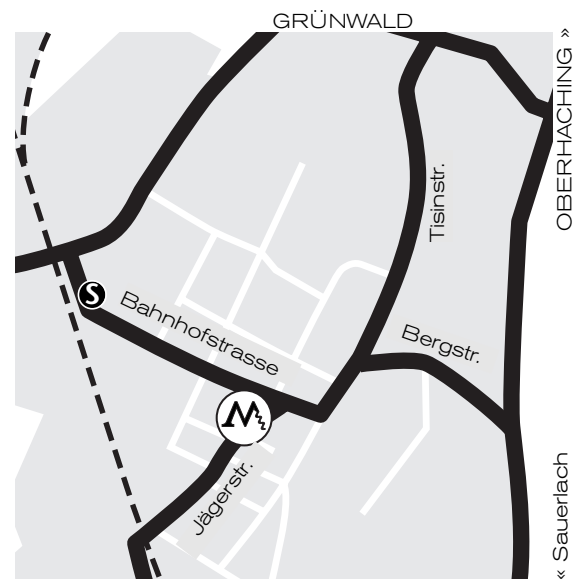 GRÜNWALD
OBERHACHING »
Tisinstr.
S
Bahnhofstrasse
Bergstr.
M
Jägerstr.
« Sauerlach